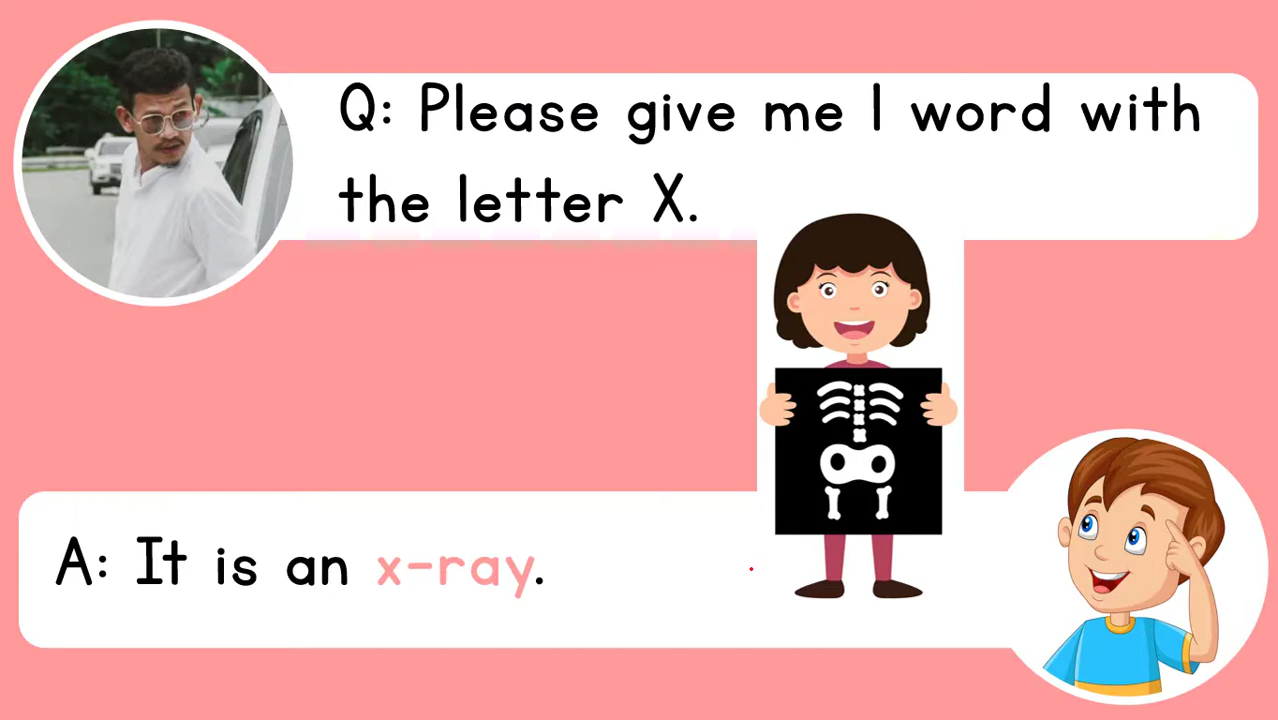 Q: Please give me 1 word with
the letter X.
A: It is an x-ray.